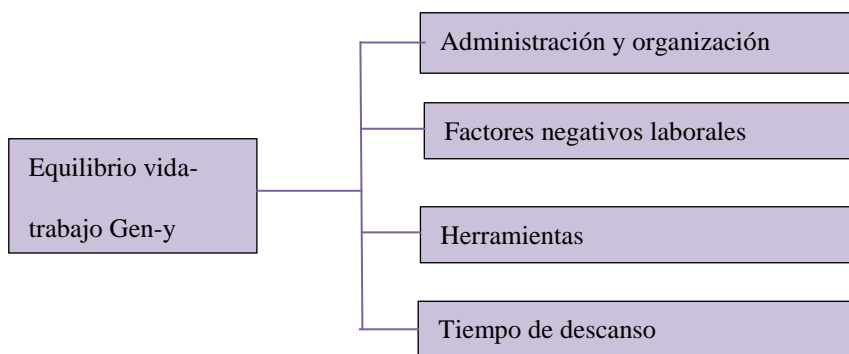 Administración y organización
Factores negativos laborales
Equilibrio vida-
trabajo Gen-y
Herramientas
Tiempo de descanso